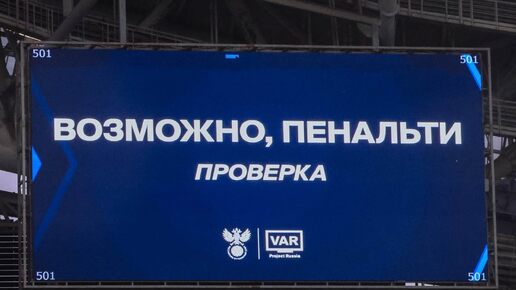 501 501
ВОЗМОЖНО, ПЕНАЛЬТИ
ПРОВЕРКА
VAR
Project Russia
501 501